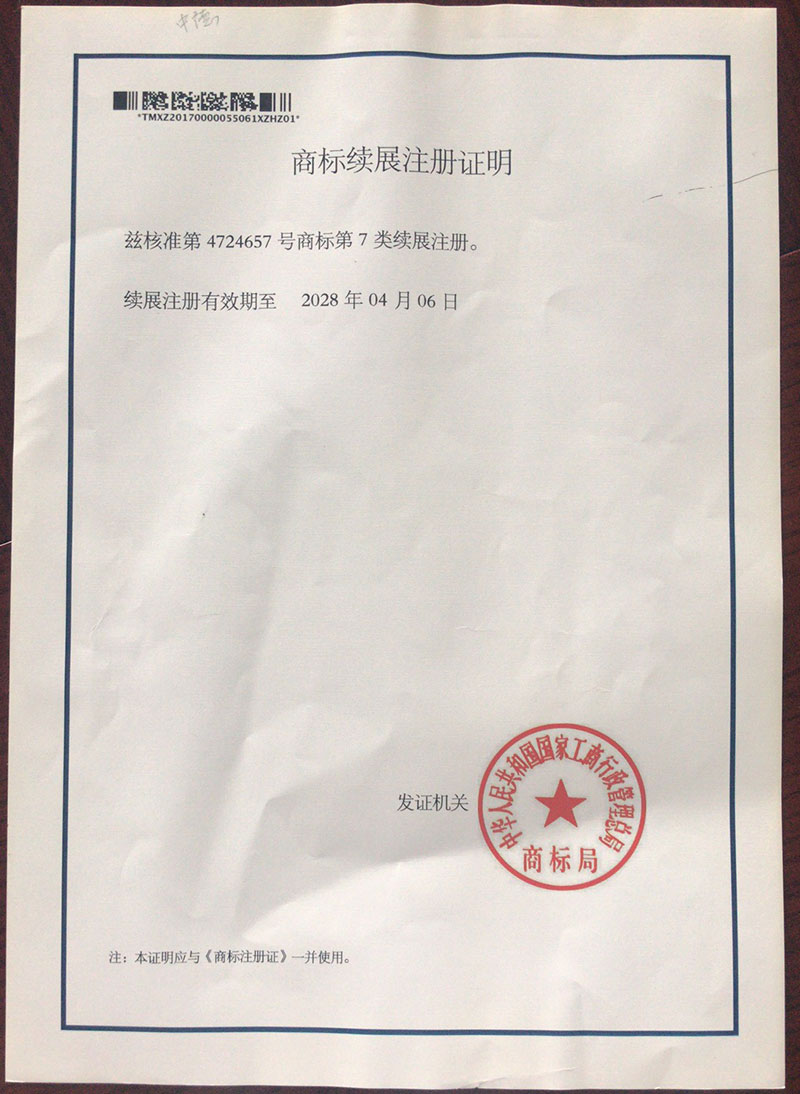 *TMXZ20170000055061XZHZ01*
商标续展注册证明
兹核准第 4724657 号商标第 7 类续展注册。
续展注册有效期至 2028 年 04 月 06 日
发证机关
中华人民共和国国家工商行政管理总局
商标局
注：本证明应与《商标注册证》一并使用。